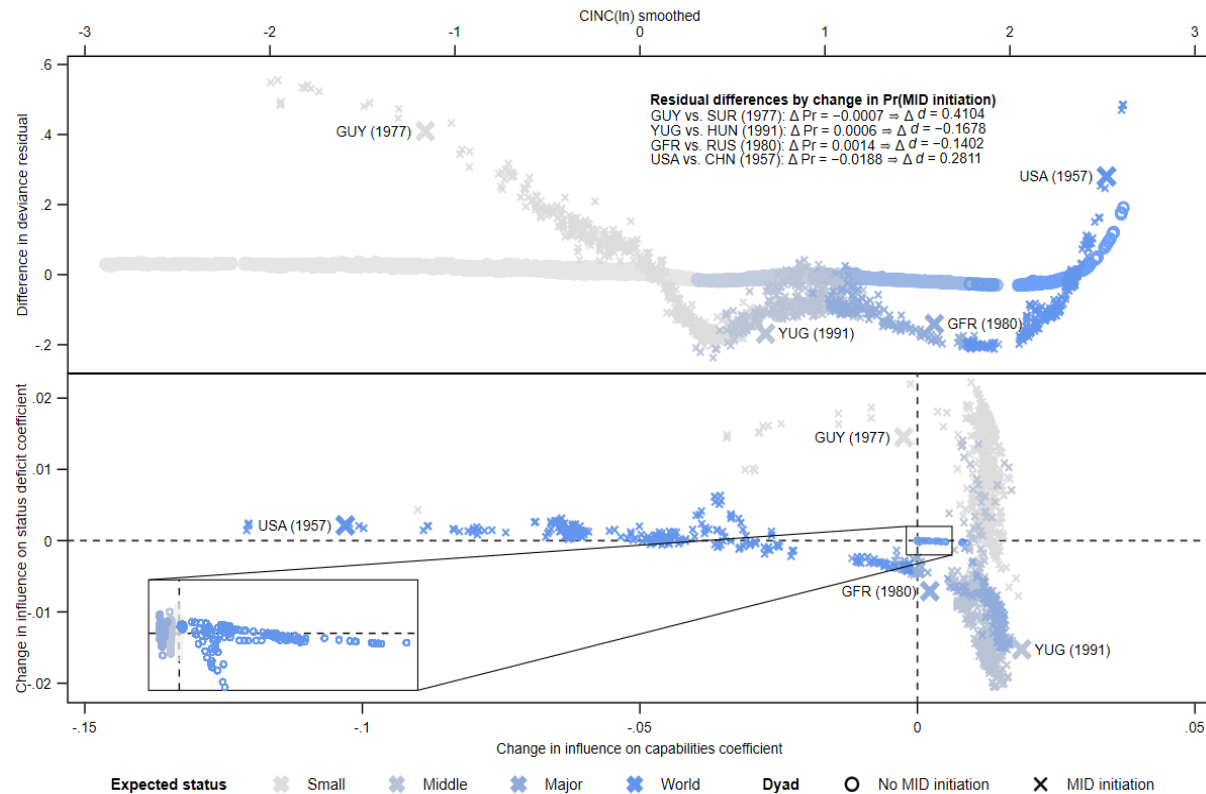 CINC(ln) smoothed
-3 -2 -1 0 1 2 3
.6
.4
.2
0
-.2
Difference in deviance residual
Residual differences by change in Pr(MID initiation)
GUY vs. SUR (1977): Δ Pr = −0.0007 ⇒ Δ d = 0.4104
YUG vs. HUN (1991): Δ Pr = 0.0006 ⇒ Δ d = −0.1678
GFR vs. RUS (1980): Δ Pr = 0.0014 ⇒ Δ d = −0.1402
USA vs. CHN (1957): Δ Pr = −0.0188 ⇒ Δ d = 0.2811
GUY (1977)
USA (1957)
YUG (1991)
GFR (1980)
.02
.01
0
-.01
-.02
Change in influence on status deficit coefficient
GUY (1977)
USA (1957)
GFR (1980)
YUG (1991)
-.15 -.1 -.05 0 .05
Change in influence on capabilities coefficient
Expected status Small Middle Major World Dyad No MID initiation MID initiation